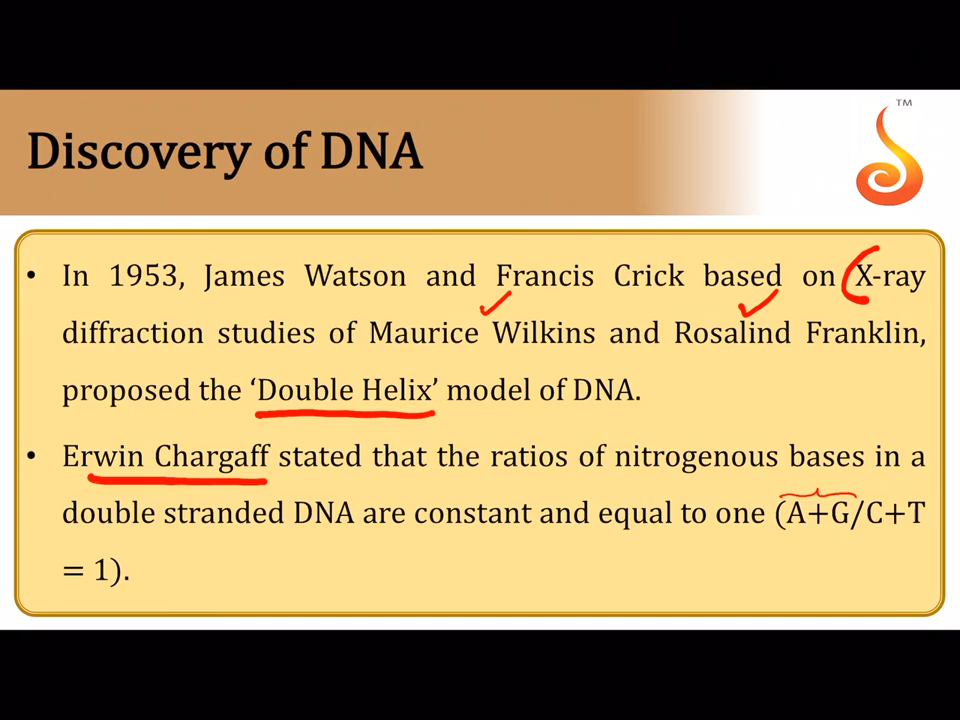 TM
Discovery of DNA
• In 1953, James Watson and Francis Crick based on X-ray
diffraction studies of Maurice Wilkins and Rosalind Franklin,
proposed the ‘Double Helix’ model of DNA.
• Erwin Chargaff stated that the ratios of nitrogenous bases in a
double stranded DNA are constant and equal to one (A+G/C+T
= 1).